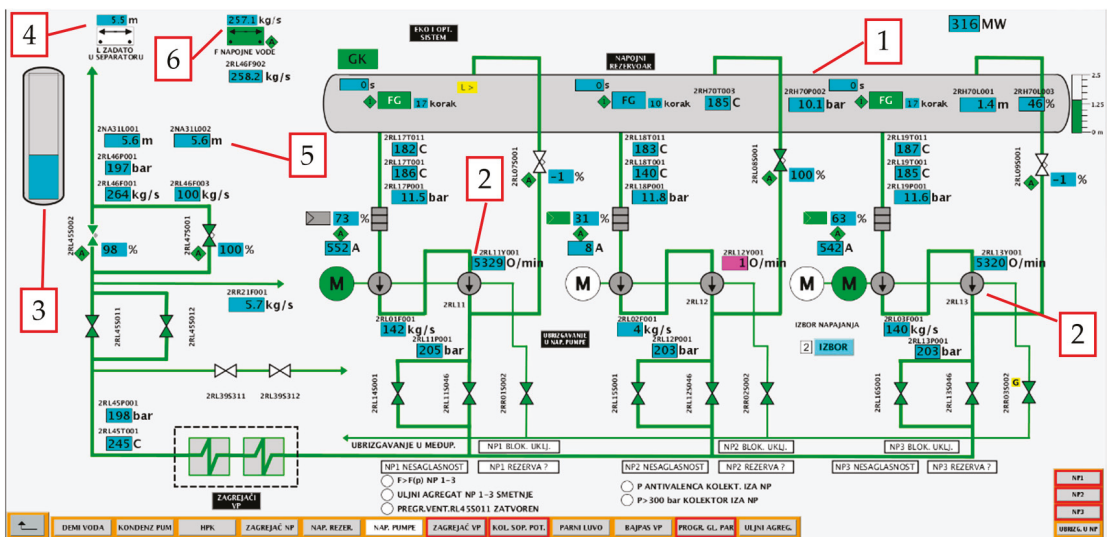 4
5.5 m
L ZADATO
U SEPARATORU
6
257.1 kg/s
A
F NAPOJNE VODE
2RL46F902
258.2 kg/s
EKO I OPT.
SISTEM
GK
0 s
FG 17 korak
L >
NAPOJNI
REZERVOAR
0 s
FG 10 korak
2RH70T003
185 C
2RH70P002
10.1 bar
0 s
FG 17 korak
2RH70L001
1.4 m
2RH70L003
46 %
316 MW
1
2.5
1.25
0 m
2NA31L001
5.6 m
2NA31L002
5.6 m
5
2RL46P001
197 bar
2RL46F001
264 kg/s
2RL46F003
100 kg/s
3
2RL45S002
A
98 %
2RL47S001
A
100 %
2RR21F001
5.7 kg/s
2RL45S011
2RL45S012
2RL39S311
2RL39S312
2RL45P001
198 bar
2RL45T001
245 C
ZAGREJAČI
VP
2RL17T011
182 C
2RL17T001
186 C
2RL17P001
11.5 bar
73 %
A
552 A
M
2RL07S001
A
-1 %
2
2RL11Y001
5329 O/min
2RL11
2RL01F001
142 kg/s
2RL11P001
205 bar
2RL14S001
2RL11S046
2RR01S002
2RL18T011
183 C
2RL18T001
140 C
2RL18P001
11.8 bar
31 %
A
8 A
M
2RL08S001
A
100 %
2RL12Y001
1 O/min
2RL12
UBRIZGAVANJE
U NAP. PUMPE
2RL02F001
4 kg/s
2RL12P001
203 bar
2RL15S001
2RL12S046
2RR02S002
2RL19T011
187 C
2RL19T001
185 C
2RL19P001
11.6 bar
63 %
A
542 A
M M
2RL09S001
A
-1 %
2RL13Y001
5320 O/min
2RL13
2
IZBOR NAPAJANJA
2 IZBOR
2RL03F001
140 kg/s
2RL13P001
203 bar
2RL16S001
2RL13S046
G
2RR03S002
UBRIZGAVANJE U MEĐUP.
NP1 BLOK. UKLJ.
NP2 BLOK. UKLJ.
NP3 BLOK. UKLJ.
NP1 NESAGLASNOST
NP1 REZERVA ?
NP2 NESAGLASNOST
NP2 REZERVA ?
NP3 NESAGLASNOST
NP3 REZERVA ?
F>F(p) NP 1-3
ULJNI AGREGAT NP 1-3 SMETNJE
PREGR.VENT.RL45S011 ZATVOREN
P ANTIVALENCA KOLEKT. IZA NP
P>300 bar KOLEKTOR IZA NP
NP1
NP2
NP3
UBRIZG. U NP
DEMI VODA
KONDENZ PUM
HPK
ZAGREJAČ NP
NAP. REZER.
NAP. PUMPE
ZAGREJAČ VP
KOL. SOP. POT.
PARNI LUVO
BAJPAS VP
PROGR. GL. PAR
ULJNI AGREG.